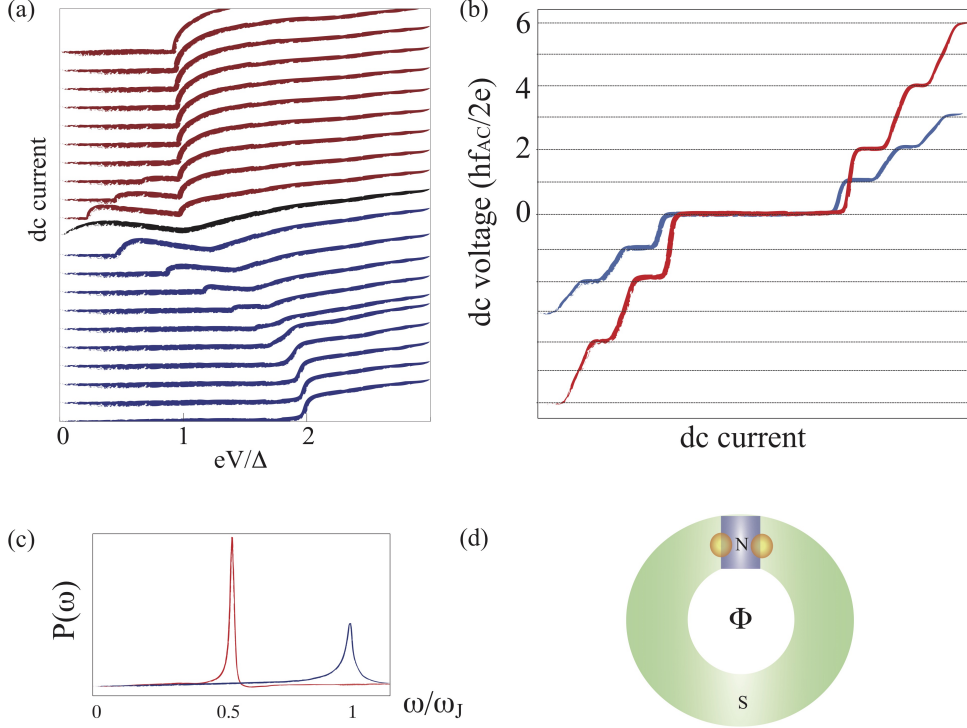 (a)
dc current
0 1 2
eV/Δ
(b)
dc voltage (hfAC/2e)
6
4
2
0
dc current
(c)
P(ω)
0 0.5 1 ω/ωJ
(d)
N
Φ
S